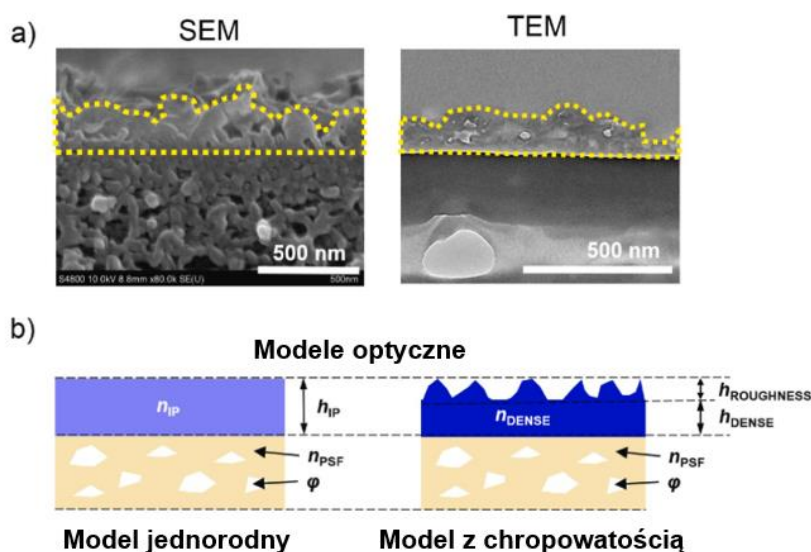 a)
SEM
TEM
500 nm
S4800 10.0kV 8.8mm x80.0k SE(U)
500nm
500 nm
b)
Modele optyczne
nIP
hIP
nPSF
φ
nDENSE
hROUGHNESS
hDENSE
nPSF
φ
Model jednorodny
Model z chropowatością